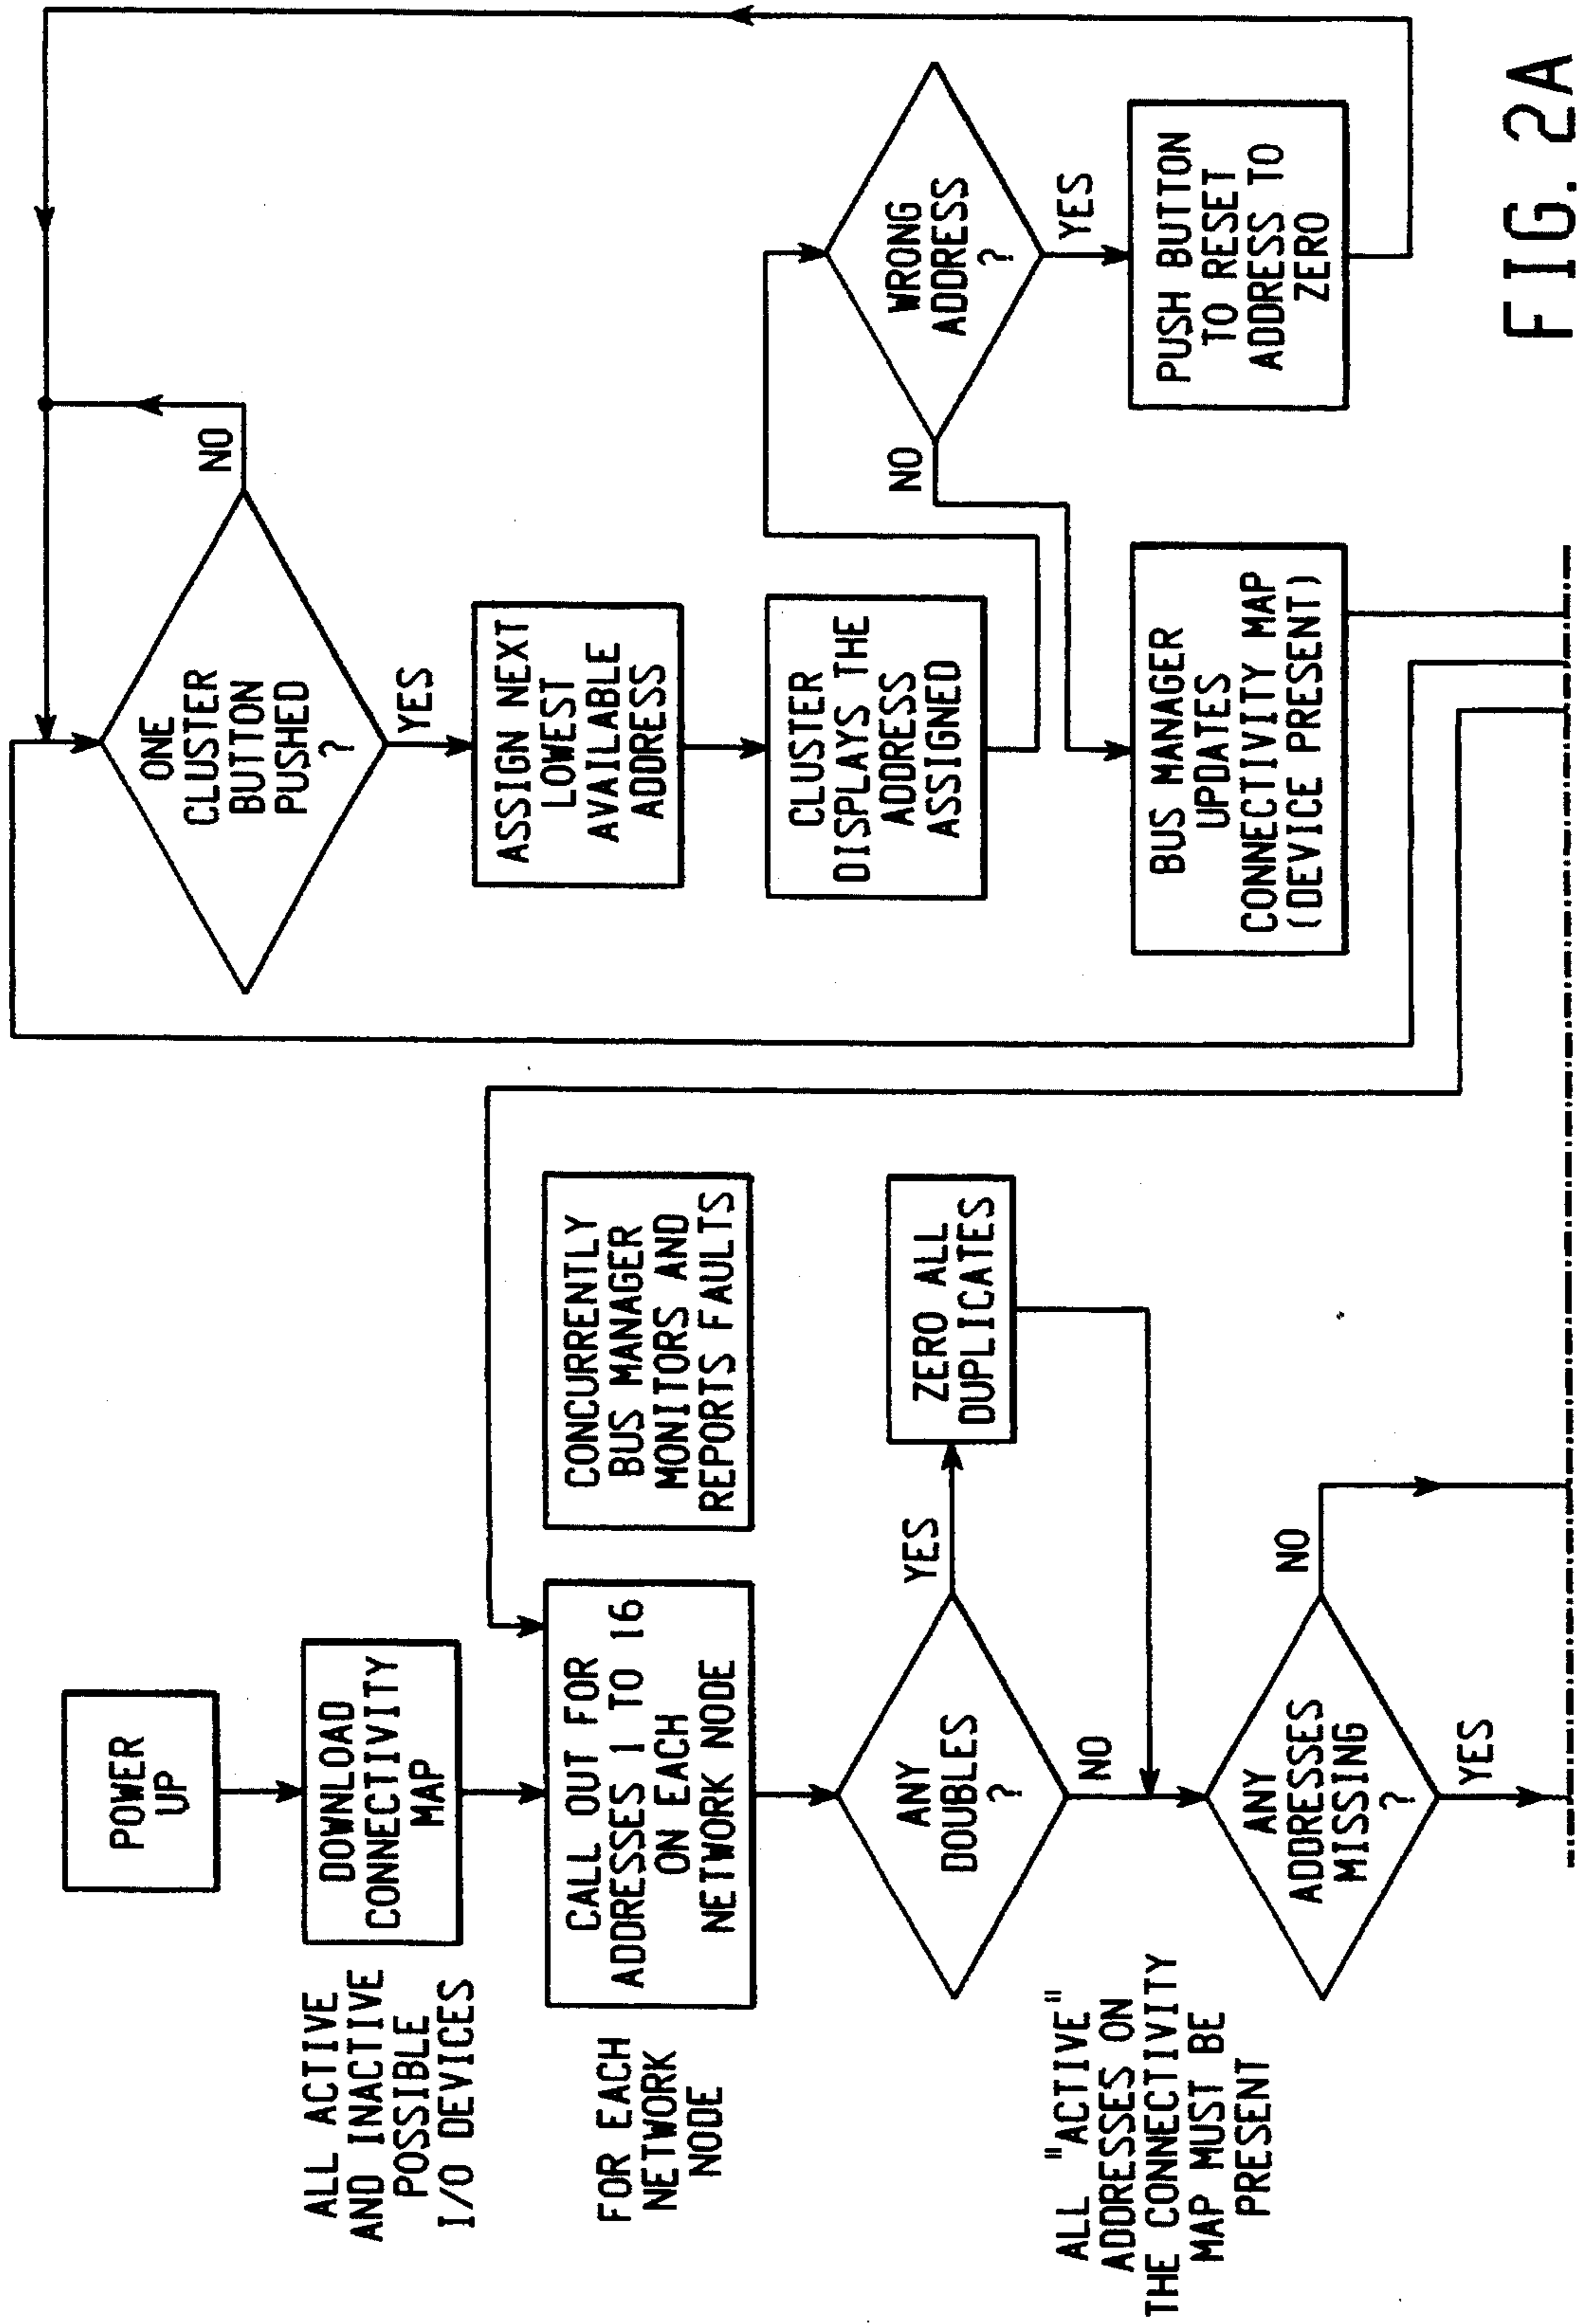 POWER
UP
ALL ACTIVE
AND INACTIVE
POSSIBLE
I/O DEVICES
DOWNLOAD
CONNECTIVITY
MAP
FOR EACH
NETWORK
NODE
CALL OUT FOR
ADDRESSES 1 TO 16
ON EACH
NETWORK NODE
CONCURRENTLY
BUS MANAGER
MONITORS AND
REPORTS FAULTS
ANY
DOUBLES
?
YES
ZERO ALL
DUPLICATES
NO
ALL "ACTIVE"
ADDRESSES ON
THE CONNECTIVITY
MAP MUST BE
PRESENT
ANY
ADDRESSES
MISSING
?
NO
YES
ONE
CLUSTER
BUTTON
PUSHED
?
NO
YES
ASSIGN NEXT
LOWEST
AVAILABLE
ADDRESS
CLUSTER
DISPLAYS THE
ADDRESS
ASSIGNED
WRONG
ADDRESS
?
NO
YES
BUS MANAGER
UPDATES
CONNECTIVITY MAP
(DEVICE PRESENT)
PUSH BUTTON
TO RESET
ADDRESS TO
ZERO
FIG. 2A